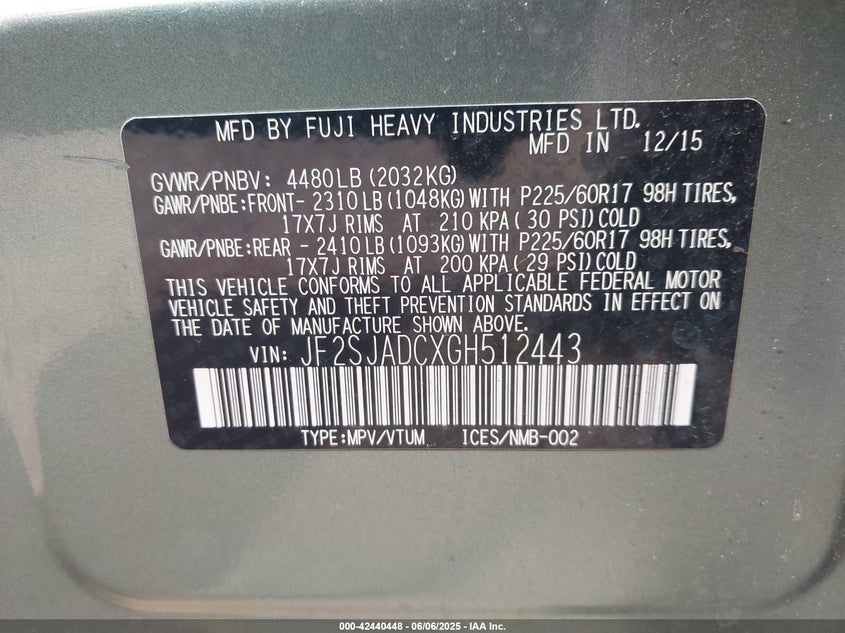 MFD BY FUJI HEAVY INDUSTRIES LTD.
MFD IN 12/15
GVWR/PNBV: 4480LB (2032KG)
GAWR/PNBE:FRONT- 2310LB (1048KG) WITH P225/60R17 98H TIRES,
17X7J RIMS AT 210 KPA ( 30 PSI) COLD
GAWR/PNBE:REAR - 2410LB (1093KG) WITH P225/60R17 98H TIRES,
17X7J RIMS AT 200 KPA ( 29 PSI) COLD
THIS VEHICLE CONFORMS TO ALL APPLICABLE FEDERAL MOTOR
VEHICLE SAFETY AND THEFT PREVENTION STANDARDS IN EFFECT ON
THE DATE OF MANUFACTURE SHOWN ABOVE.
VIN: JF2SJADCXGH512443
TYPE:MPV/VTUM ICES/NMB-002
000-42440448 - 06/06/2025 - IAA Inc.